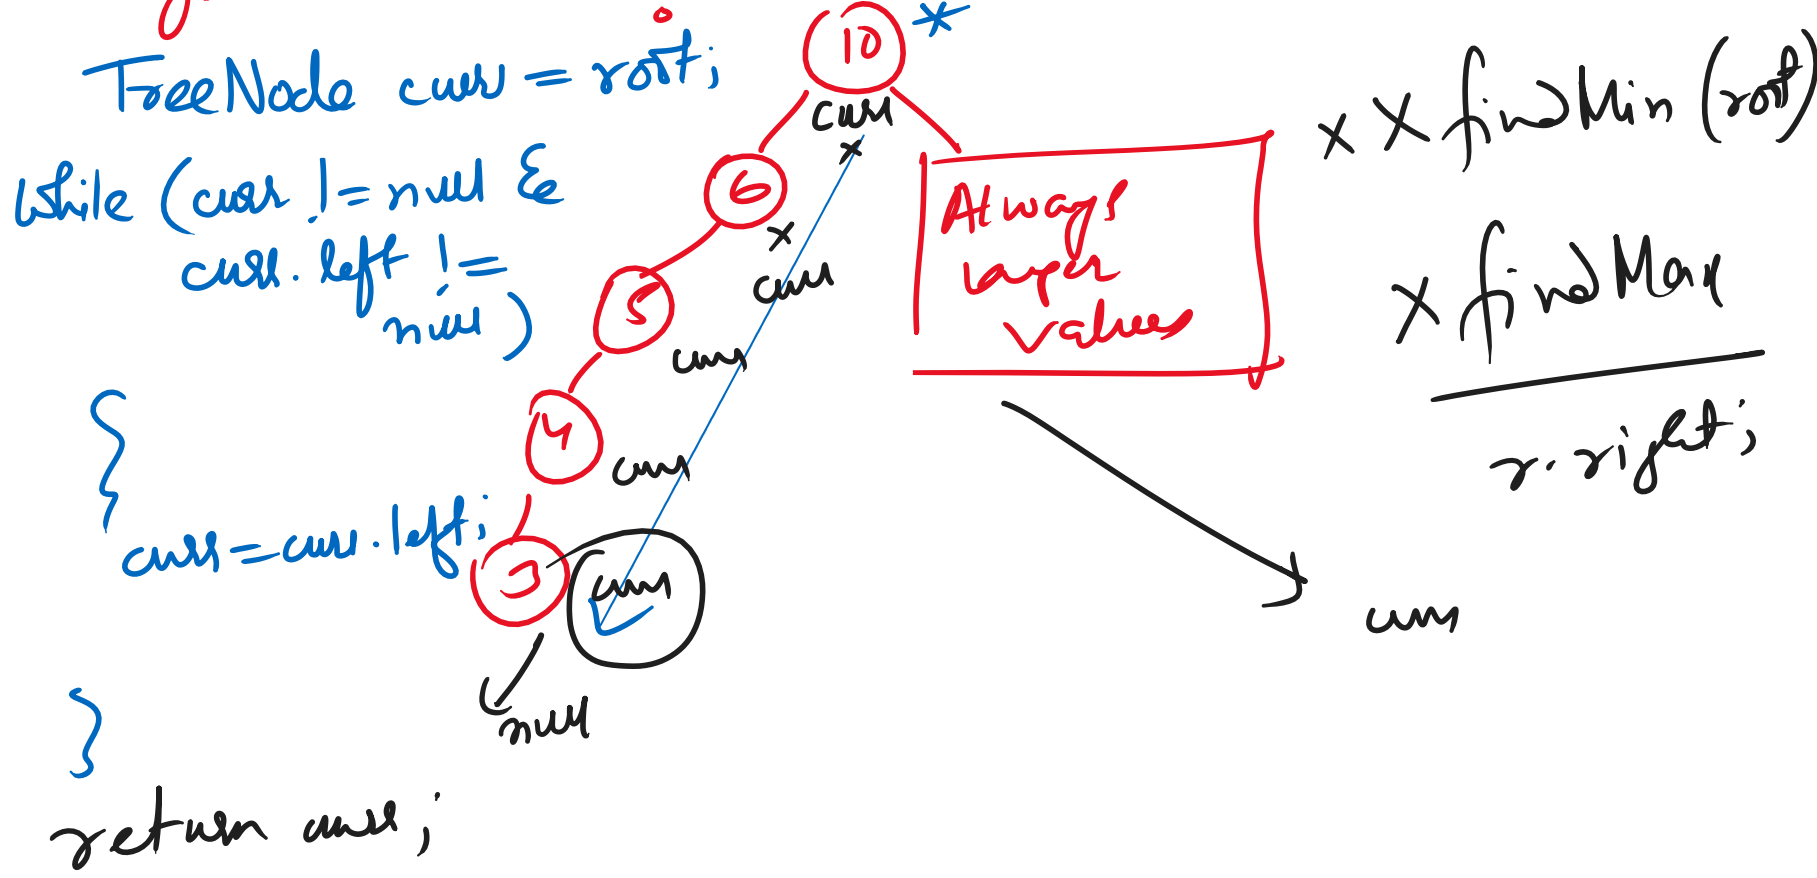 TreeNode curr = root;
while (curr != null &
curr.left !=
null)
{
curr = curr.left;
}
return curr;
10
curr
6
curr
5
curr
4
curr
3
curr
null
Always
larger
values
x x findMin (root)
x findMax
r.right;
curr